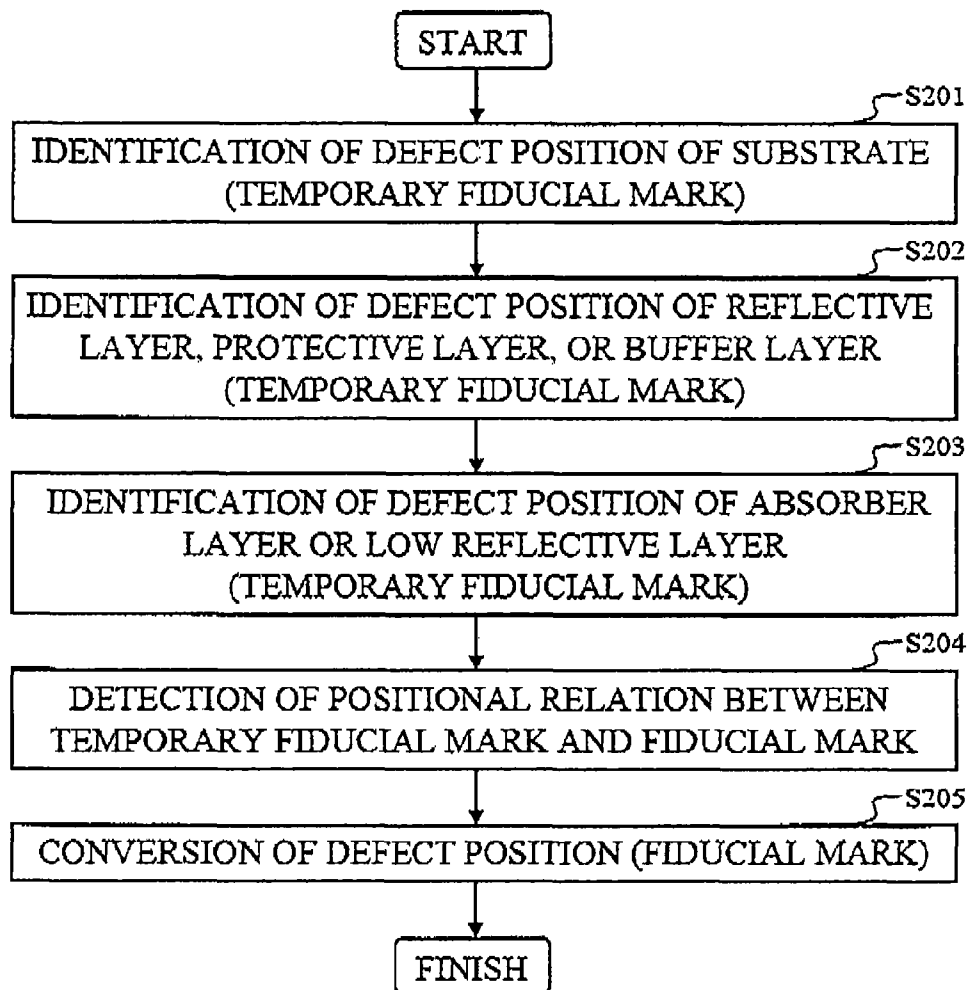 START
S201
IDENTIFICATION OF DEFECT POSITION OF SUBSTRATE
(TEMPORARY FIDUCIAL MARK)
S202
IDENTIFICATION OF DEFECT POSITION OF REFLECTIVE
LAYER, PROTECTIVE LAYER, OR BUFFER LAYER
(TEMPORARY FIDUCIAL MARK)
S203
IDENTIFICATION OF DEFECT POSITION OF ABSORBER
LAYER OR LOW REFLECTIVE LAYER
(TEMPORARY FIDUCIAL MARK)
S204
DETECTION OF POSITIONAL RELATION BETWEEN
TEMPORARY FIDUCIAL MARK AND FIDUCIAL MARK
S205
CONVERSION OF DEFECT POSITION (FIDUCIAL MARK)
FINISH